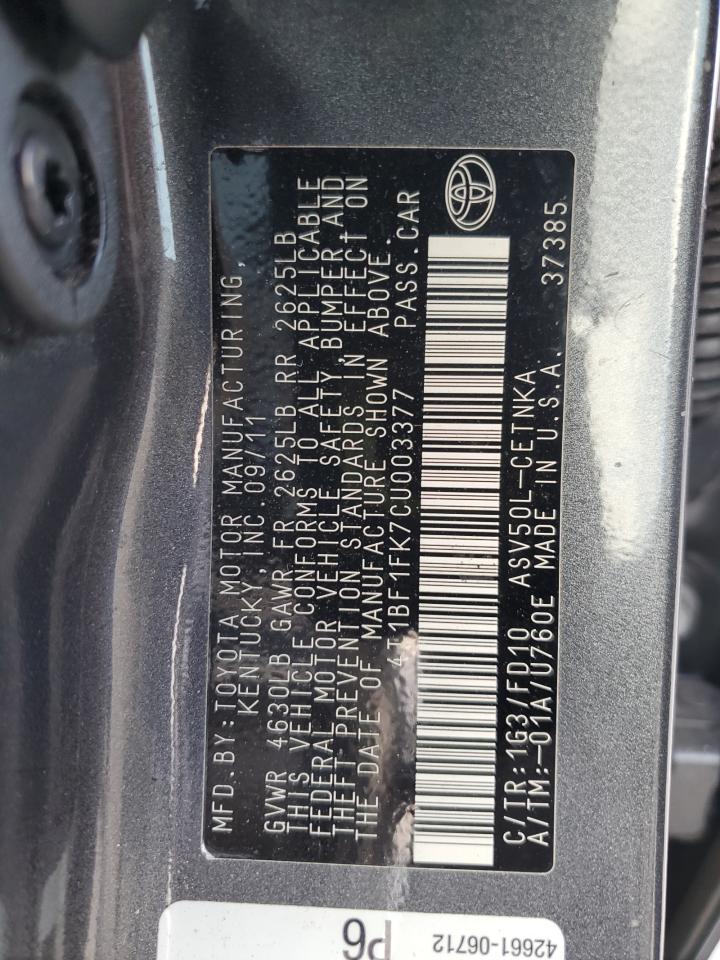 MFD.BY:TOYOTA MOTOR MANUFACTURING,
KENTUCKY,INC.09/11
GVWR 4630LB GAWR FR 2625LB RR 2625LB
THIS VEHICLE CONFORMS TO ALL APPLICABLE
FEDERAL MOTOR VEHICLE SAFETY,BUMPER,AND
THEFT PREVENTION STANDARDS IN EFFECT ON
THE DATE OF MANUFACTURE SHOWN ABOVE.
4T1BF1FK7CU003377 PASS.CAR
C/TR:1G3/FD10 ASV50L-CETNKA
A/TM:-01A/U760E MADE IN U.S.A. 37385
42661-06712